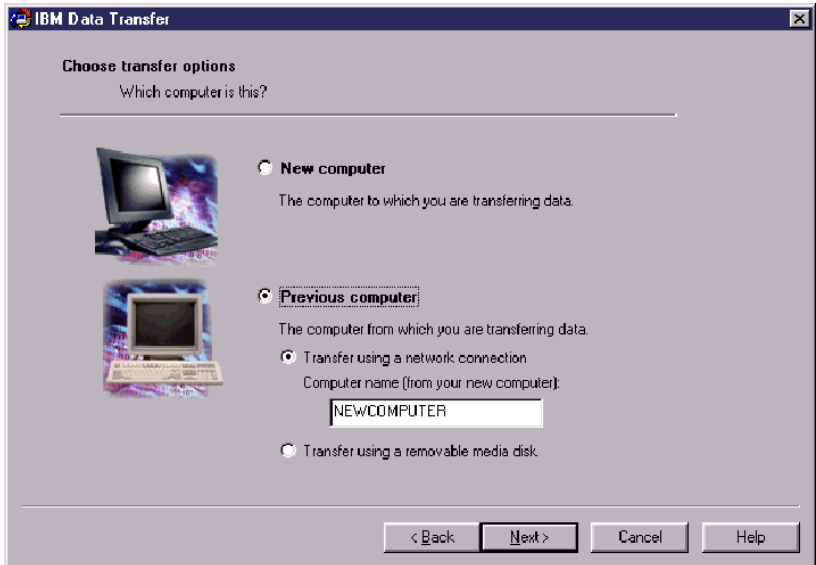 IBM Data Transfer
Choose transfer options
Which computer is this?
New computer
The computer to which you are transferring data.
Previous computer
The computer from which you are transferring data.
Transfer using a network connection
Computer name (from your new computer):
NEWCOMPUTER
Transfer using a removable media disk
< Back
Next >
Cancel
Help